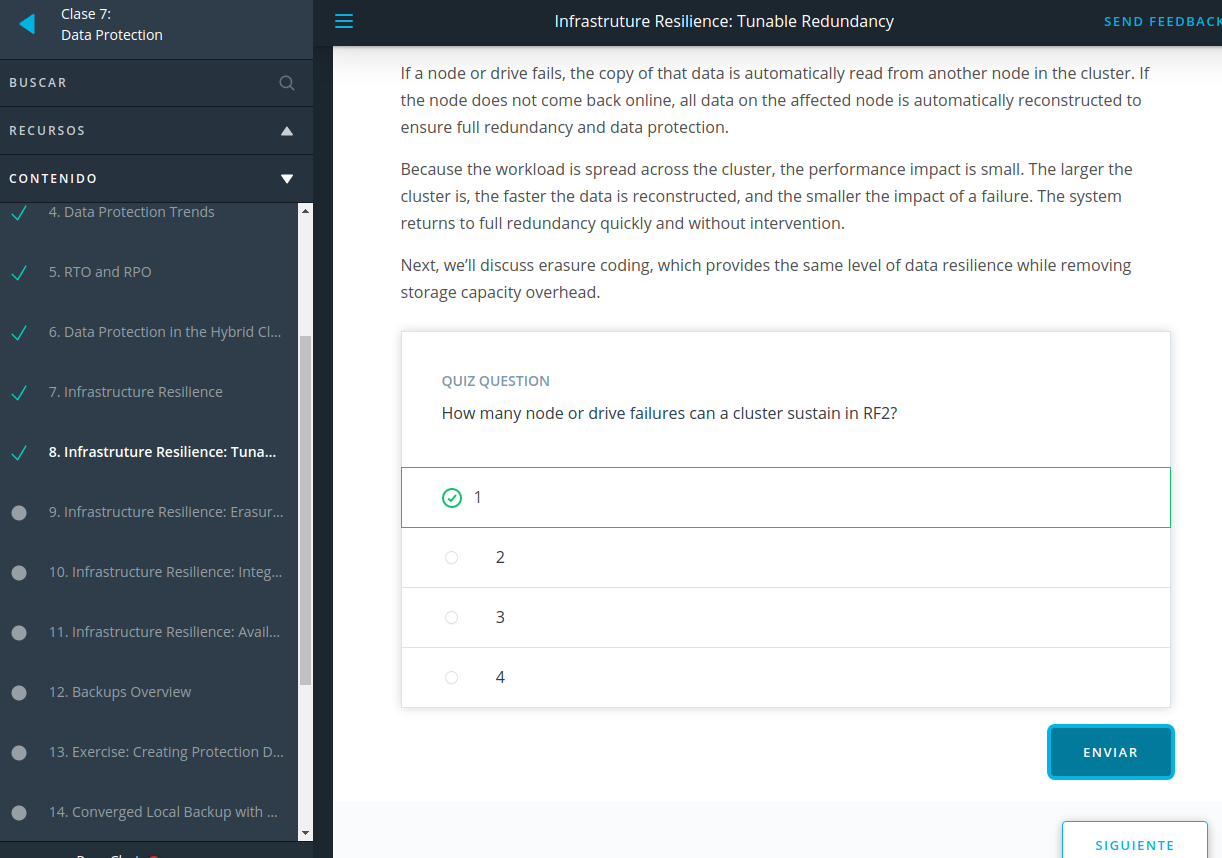 Clase 7:
Data Protection
BUSCAR
RECURSOS
CONTENIDO
4. Data Protection Trends
5. RTO and RPO
6. Data Protection in the Hybrid Cl...
7. Infrastructure Resilience
8. Infrastruture Resilience: Tuna...
9. Infrastructure Resilience: Erasur...
10. Infrastructure Resilience: Integ...
11. Infrastructure Resilience: Avail...
12. Backups Overview
13. Exercise: Creating Protection D...
14. Converged Local Backup with ...
Infrastruture Resilience: Tunable Redundancy
SEND FEEDBACK
If a node or drive fails, the copy of that data is automatically read from another node in the cluster. If
the node does not come back online, all data on the affected node is automatically reconstructed to
ensure full redundancy and data protection.
Because the workload is spread across the cluster, the performance impact is small. The larger the
cluster is, the faster the data is reconstructed, and the smaller the impact of a failure. The system
returns to full redundancy quickly and without intervention.
Next, we’ll discuss erasure coding, which provides the same level of data resilience while removing
storage capacity overhead.
QUIZ QUESTION
How many node or drive failures can a cluster sustain in RF2?
1
2
3
4
ENVIAR
SIGUIENTE